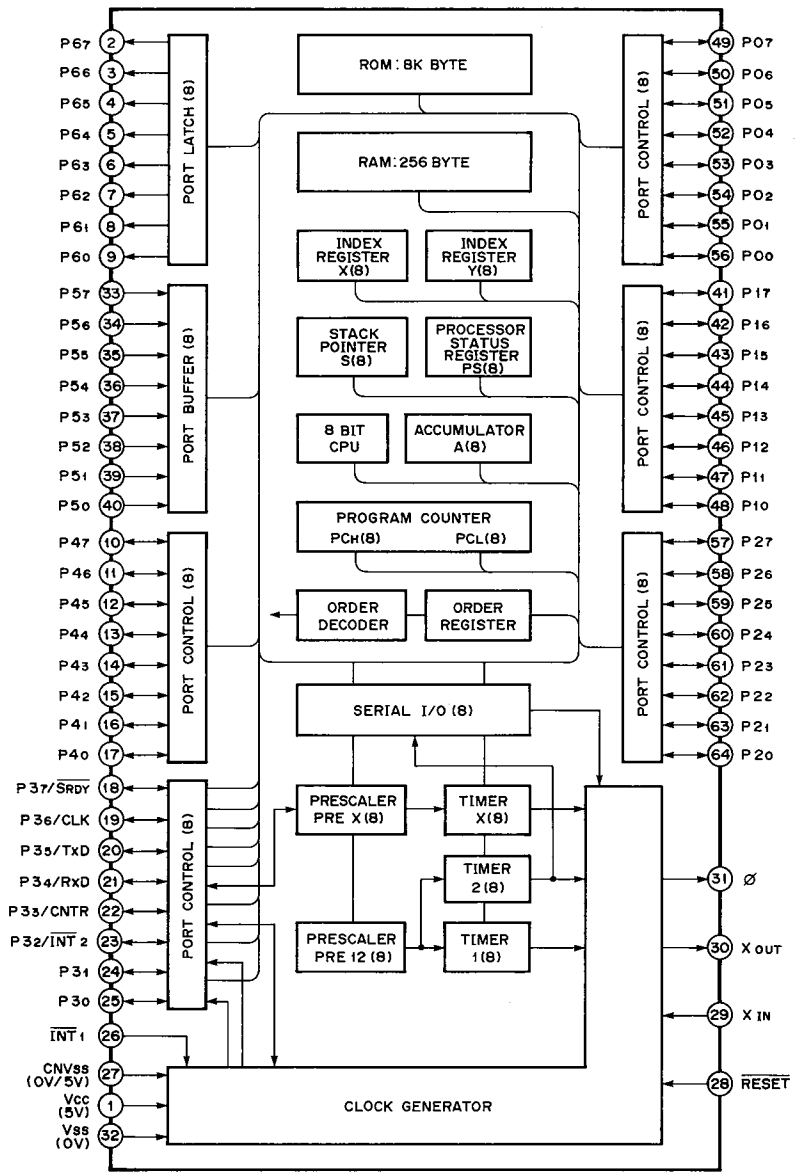 P67 2
P66 3
P65 4
P64 5
P63 6
P62 7
P61 8
P60 9
PORT LATCH (8)
P57 33
P56 34
P55 35
P54 36
P53 37
P52 38
P51 39
P50 40
PORT BUFFER (8)
P47 10
P46 11
P45 12
P44 13
P43 14
P42 15
P41 16
P40 17
PORT CONTROL (8)
P37/S̅R̅D̅Y̅ 18
P36/CLK 19
P35/TxD 20
P34/RxD 21
P33/CNTR 22
P32/I̅N̅T̅2 23
P31 24
P30 25
PORT CONTROL (8)
I̅N̅T̅1 26
CNVss
(0V/5V)
27
Vcc
(5V)
1
Vss
(0V)
32
ROM: 8K BYTE
RAM: 256 BYTE
INDEX
REGISTER
X(8)
INDEX
REGISTER
Y(8)
STACK
POINTER
S(8)
PROCESSOR
STATUS
REGISTER
PS(8)
8 BIT
CPU
ACCUMULATOR
A(8)
PROGRAM COUNTER
PCH(8) PCL(8)
ORDER
DECODER
ORDER
REGISTER
SERIAL I/O (8)
PRESCALER
PRE X(8)
TIMER
X(8)
TIMER
2(8)
PRESCALER
PRE 12(8)
TIMER
1(8)
CLOCK GENERATOR
PORT CONTROL (8)
49 P07
50 P06
51 P05
52 P04
53 P03
54 P02
55 P01
56 P00
PORT CONTROL (8)
41 P17
42 P16
43 P15
44 P14
45 P13
46 P12
47 P11
48 P10
PORT CONTROL (8)
57 P27
58 P26
59 P25
60 P24
61 P23
62 P22
63 P21
64 P20
31 Ø
30 XOUT
29 XIN
28 R̅E̅S̅E̅T̅